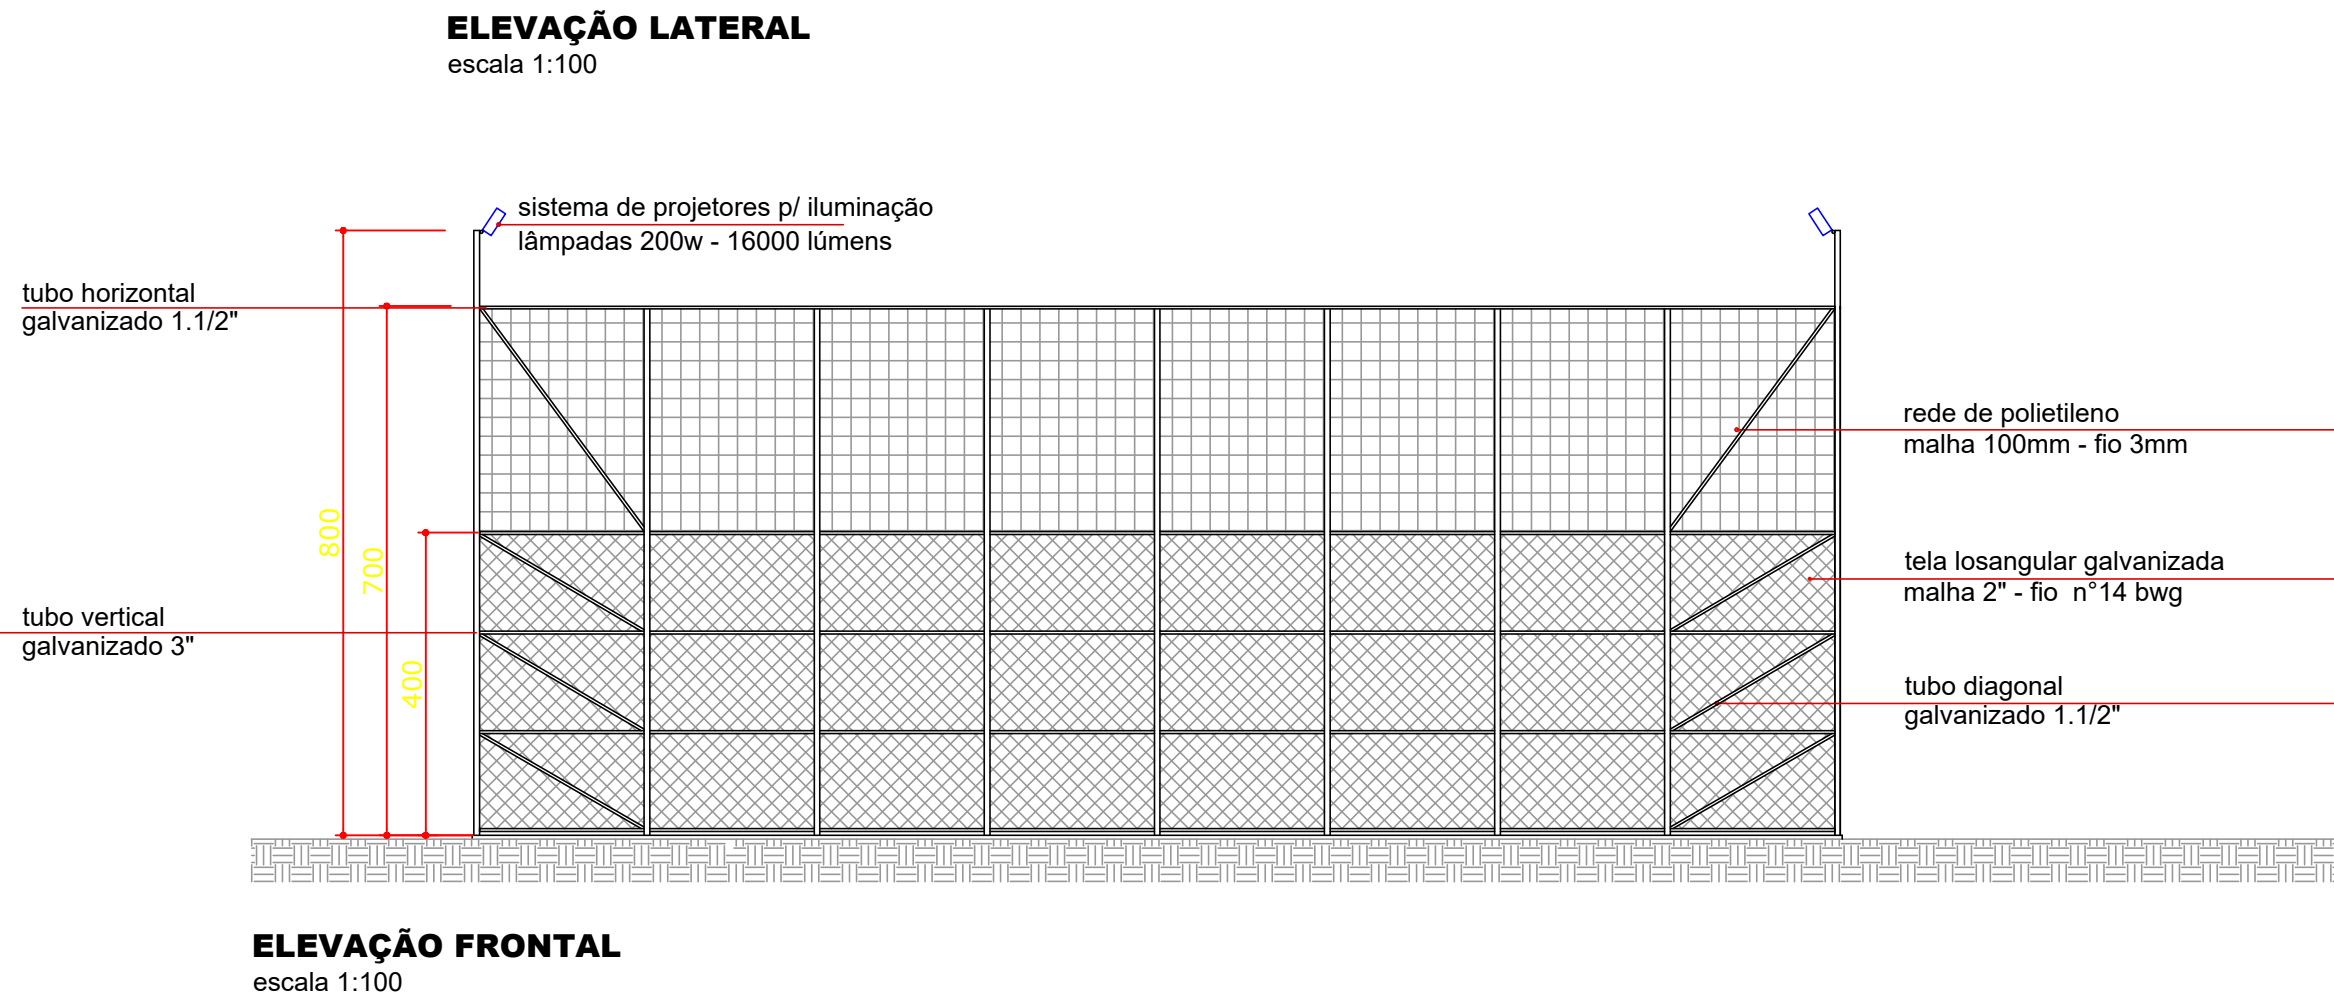 ELEVAÇÃO LATERAL
escala 1:100
sistema de projetores p/ iluminação
lâmpadas 200w - 16000 lúmens
tubo horizontal
galvanizado 1.1/2"
rede de polietileno
malha 100mm - fio 3mm
800
700
tela losangular galvanizada
malha 2" - fio  n°14 bwg
tubo vertical
galvanizado 3"
400
tubo diagonal
galvanizado 1.1/2"
ELEVAÇÃO FRONTAL
escala 1:100